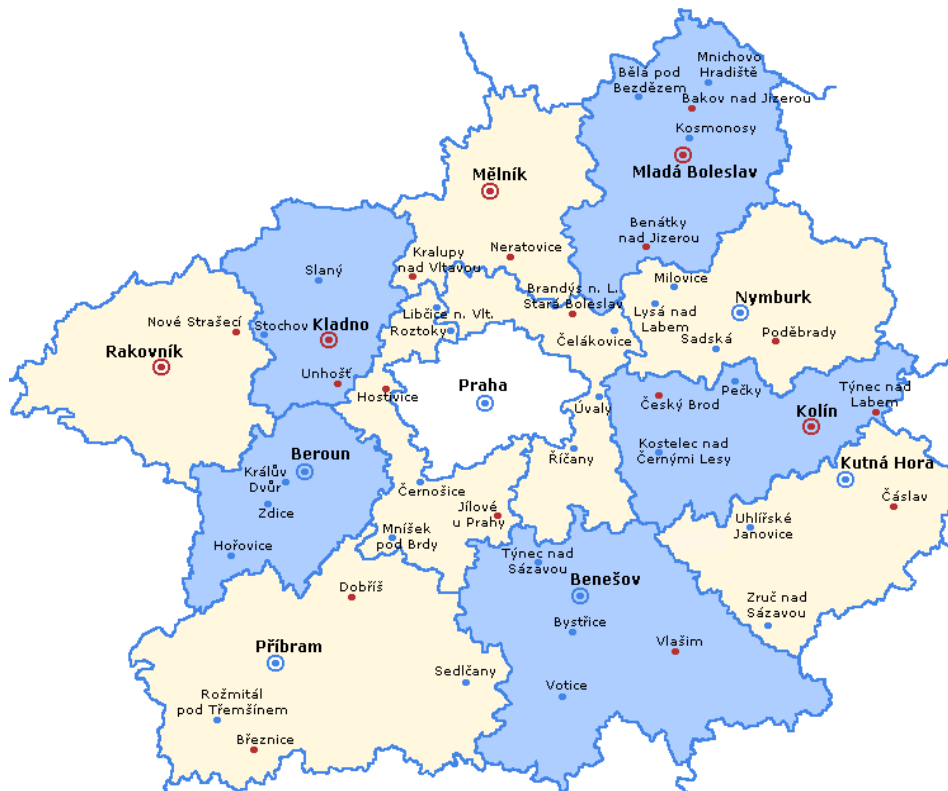 Mnichovo
Hradiště
Bělá pod
Bezdězem
Bakov nad Jizerou
Kosmonosy
Mladá Boleslav
Mělník
Benátky
nad Jizerou
Kralupy
nad Vltavou
Neratovice
Slaný
Milovice
Brandýs n. L.
Stará Boleslav
Nymburk
Lysá nad
Labem
Libčice n. Vlt.
Nové Strašecí
Stochov
Kladno
Roztoky
Čelákovice
Sadská
Poděbrady
Rakovník
Unhošť
Hostivice
Praha
Úvaly
Český Brod
Pečky
Týnec nad
Labem
Kolín
Beroun
Králův
Dvůr
Zdice
Hořovice
Říčany
Kostelec nad
Černými Lesy
Kutná Hora
Černošice
Jílové
u Prahy
Mníšek
pod Brdy
Čáslav
Uhlířské
Janovice
Týnec nad
Sázavou
Benešov
Dobříš
Zruč nad
Sázavou
Bystřice
Příbram
Vlašim
Sedlčany
Votice
Rožmitál
pod Třemšínem
Březnice